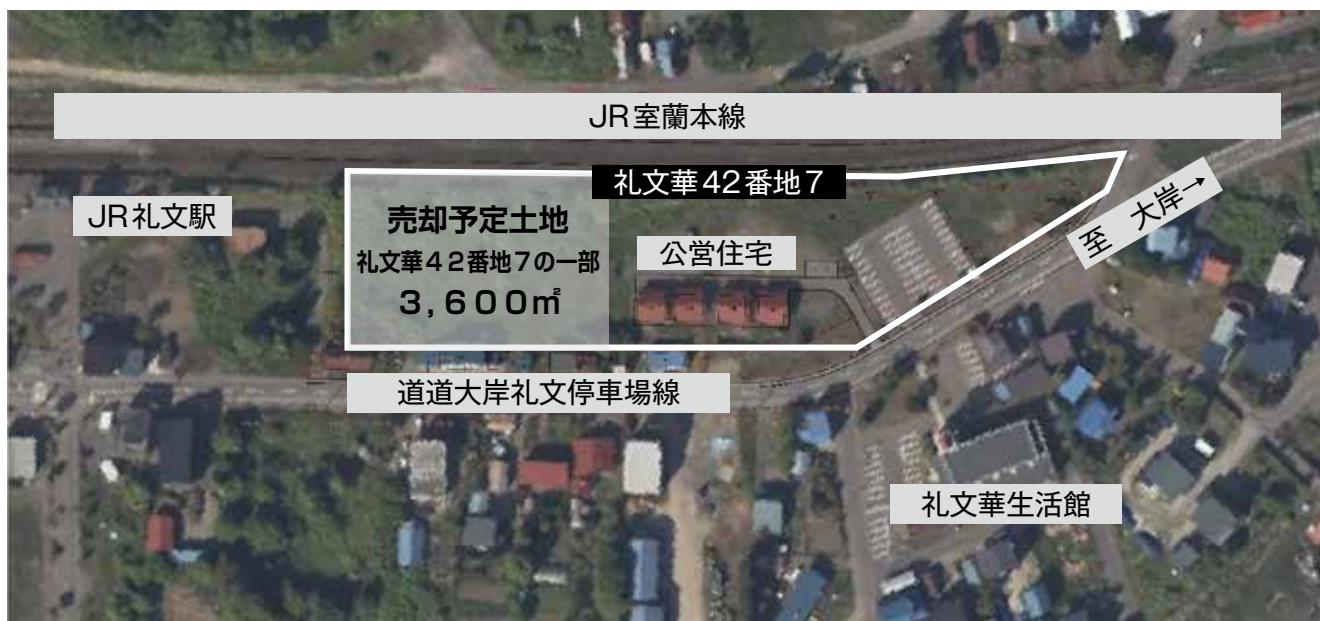 JR室蘭本線
礼文華42番地7
JR礼文駅
売却予定土地
礼文華42番地7の一部
3,600㎡
公営住宅
至 大岸→
道道大岸礼文停車場線
礼文華生活館